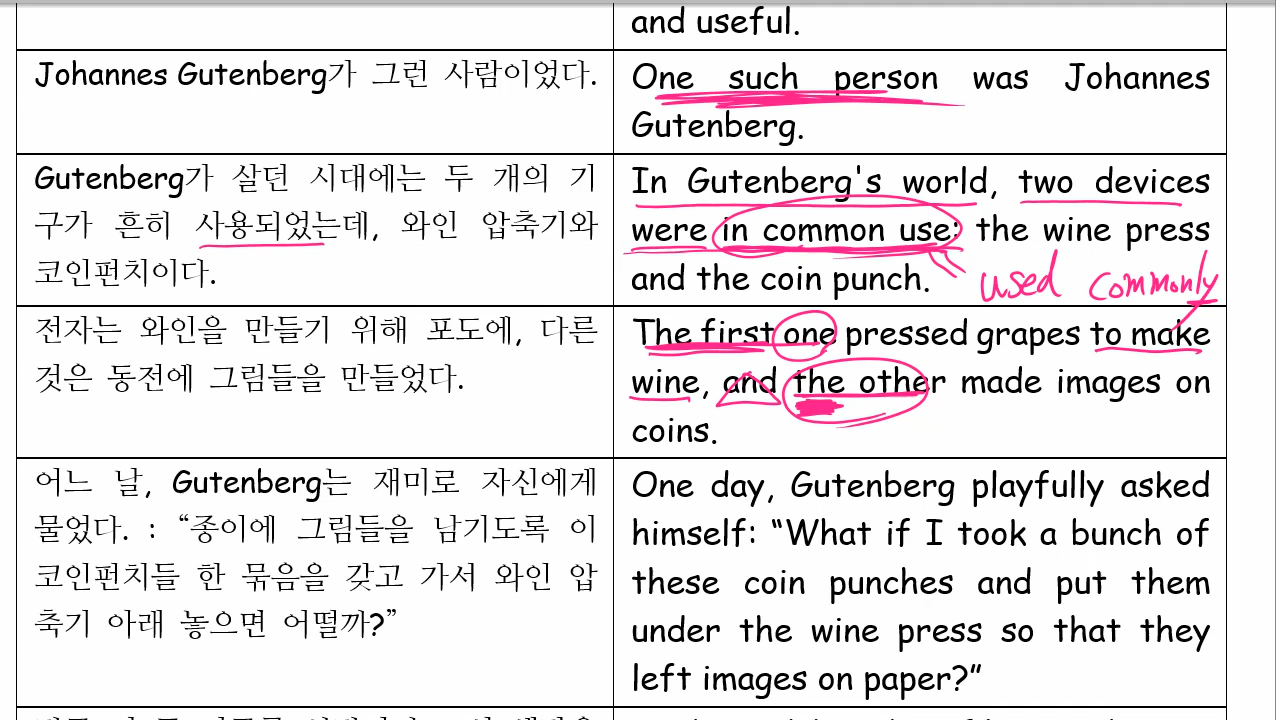 and useful.
Johannes Gutenberg가 그런 사람이었다.
One such person was Johannes
Gutenberg.
Gutenberg가 살던 시대에는 두 개의 기
구가 흔히 사용되었는데, 와인 압축기와
코인펀치이다.
In Gutenberg's world, two devices
were in common use: the wine press
and the coin punch.
used commonly
전자는 와인을 만들기 위해 포도에, 다른
것은 동전에 그림들을 만들었다.
The first one pressed grapes to make
wine, and the other made images on
coins.
어느 날, Gutenberg는 재미로 자신에게
물었다. : “종이에 그림들을 남기도록 이
코인펀치들 한 묶음을 갖고 가서 와인 압
축기 아래 놓으면 어떨까?”
One day, Gutenberg playfully asked
himself: “What if I took a bunch of
these coin punches and put them
under the wine press so that they
left images on paper?”